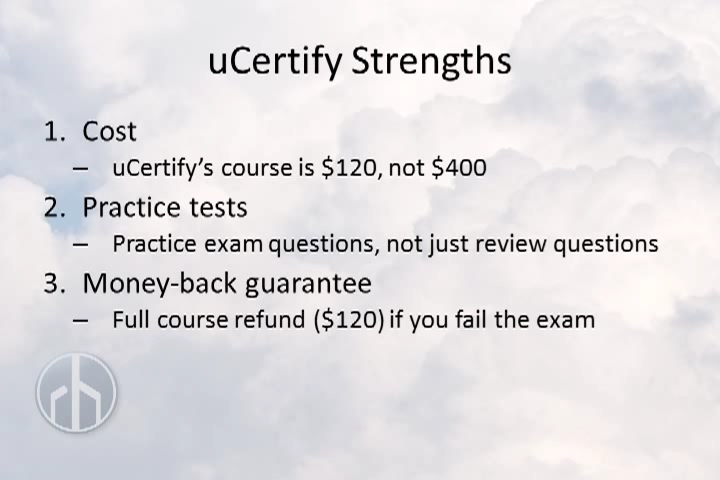 uCertify Strengths
1. Cost
– uCertify’s course is $120, not $400
2. Practice tests
– Practice exam questions, not just review questions
3. Money-back guarantee
– Full course refund ($120) if you fail the exam
rh